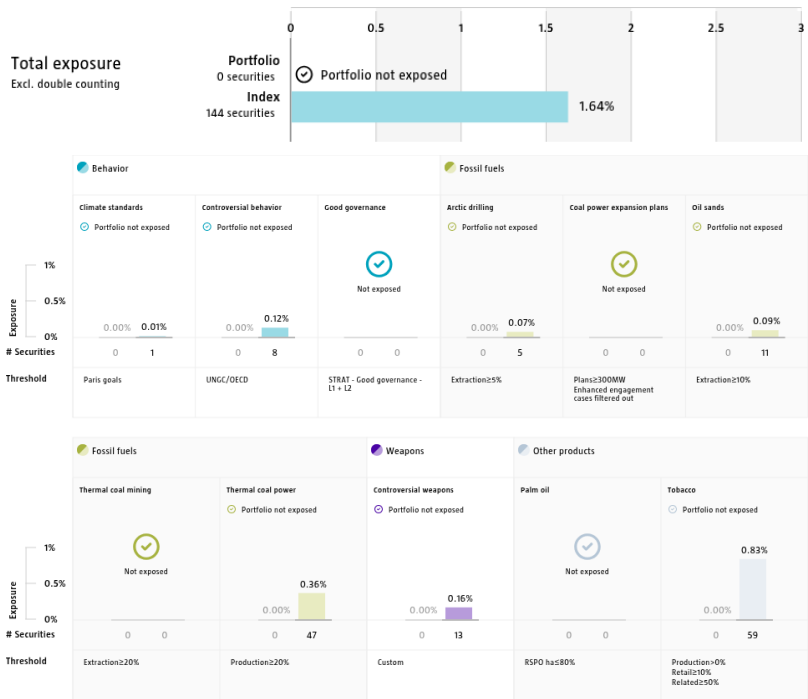 0 0.5 1 1.5 2 2.5 3
Total exposure
Excl. double counting
Portfolio
0 securities
Portfolio not exposed
Index
144 securities
1.64%
Behavior
Fossil fuels
Climate standards
Controversial behavior
Good governance
Arctic drilling
Coal power expansion plans
Oil sands
Portfolio not exposed
Portfolio not exposed
Portfolio not exposed
Portfolio not exposed
Not exposed
Not exposed
Exposure
1%
0.5%
0%
0.00% 0.01%
0.00% 0.12%
0.00% 0.07%
0.00% 0.09%
# Securities
0 1
0 8
0 0
0 5
0 0
0 11
Threshold
Paris goals
UNGC/OECD
STRAT - Good governance -
L1 + L2
Extraction≥5%
Plans≥300MW
Enhanced engagement
cases filtered out
Extraction≥10%
Fossil fuels
Weapons
Other products
Thermal coal mining
Thermal coal power
Controversial weapons
Palm oil
Tobacco
Portfolio not exposed
Portfolio not exposed
Portfolio not exposed
Not exposed
Not exposed
Exposure
1%
0.5%
0%
0.00% 0.36%
0.00% 0.16%
0.00% 0.83%
# Securities
0 0
0 47
0 13
0 0
0 59
Threshold
Extraction≥20%
Production≥20%
Custom
RSPO ha≤80%
Production>0%
Retail≥10%
Related≥50%